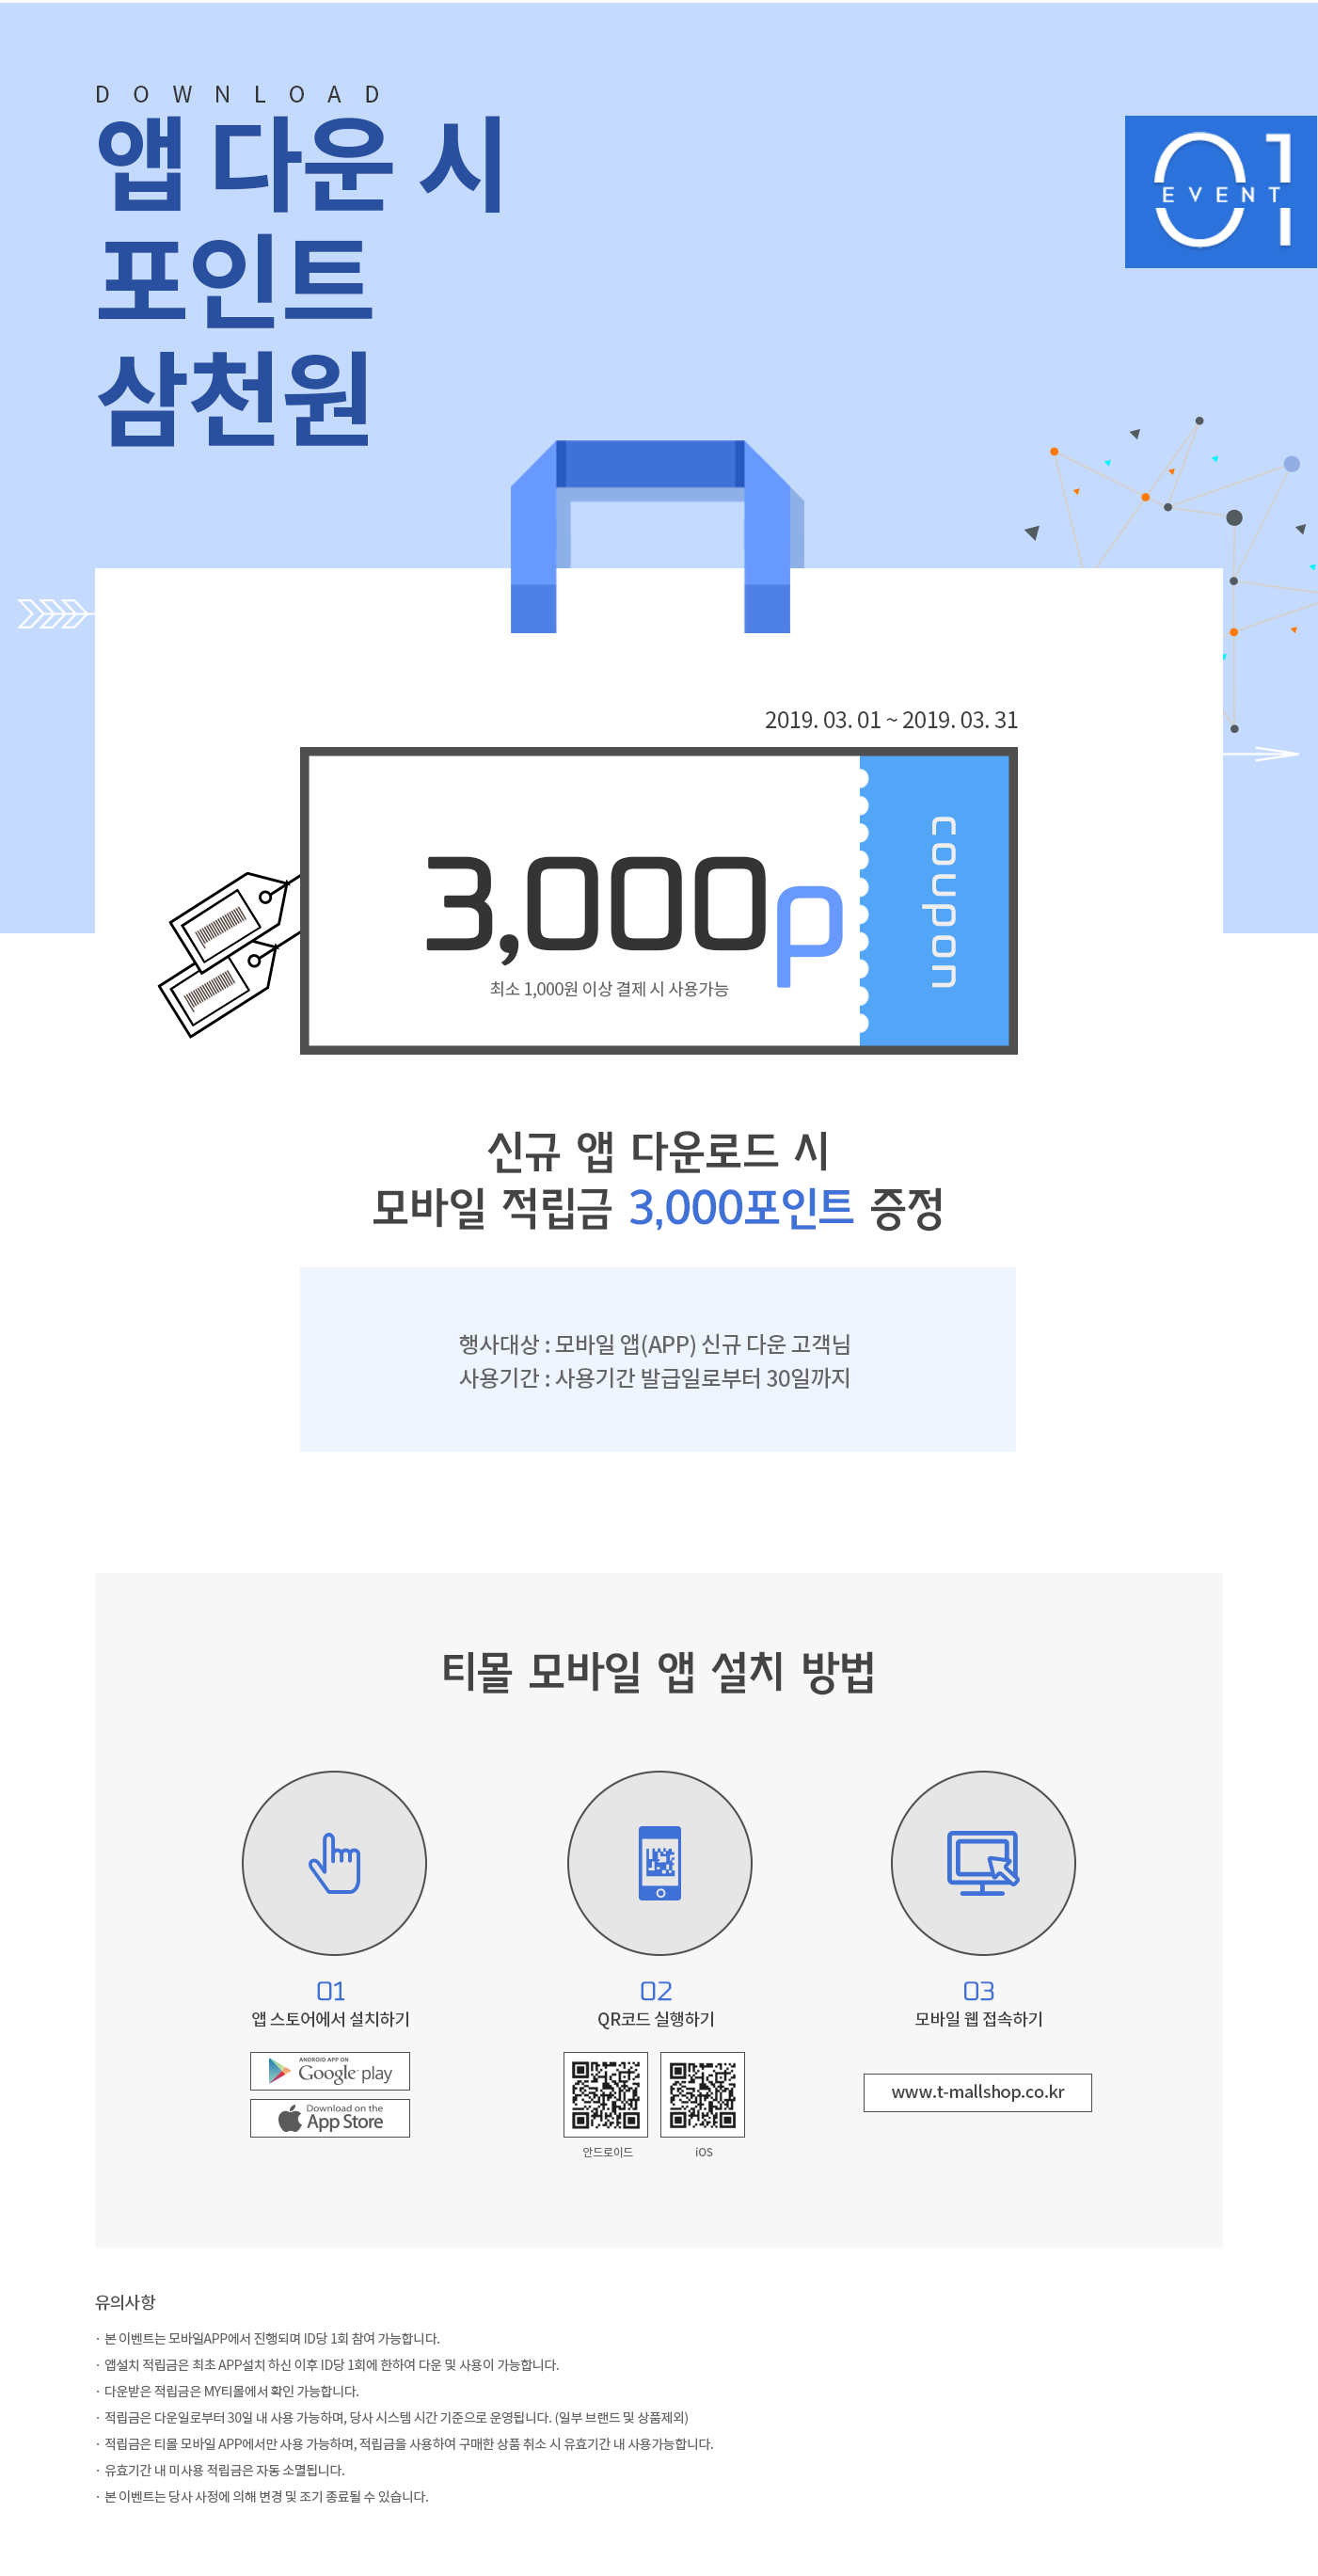 DOWNLOAD
앱 다운 시
포인트
삼천원
01
EVENT
2019. 03. 01 ~ 2019. 03. 31
3,000p
coupon
최소 1,000원 이상 결제 시 사용가능
신규 앱 다운로드 시
모바일 적립금 3,000포인트 증정
행사대상 : 모바일 앱(APP) 신규 다운 고객님
사용기간 : 사용기간 발급일로부터 30일까지
티몰 모바일 앱 설치 방법
01
앱 스토어에서 설치하기
ANDROID APP ON
Google play
Download on the
App Store
02
QR코드 실행하기
안드로이드
iOS
03
모바일 웹 접속하기
www.t-mallshop.co.kr
유의사항
· 본 이벤트는 모바일APP에서 진행되며 ID당 1회 참여 가능합니다.
· 앱설치 적립금은 최초 APP설치 하신 이후 ID당 1회에 한하여 다운 및 사용이 가능합니다.
· 다운받은 적립금은 MY티몰에서 확인 가능합니다.
· 적립금은 다운일로부터 30일 내 사용 가능하며, 당사 시스템 시간 기준으로 운영됩니다. (일부 브랜드 및 상품제외)
· 적립금은 티몰 모바일 APP에서만 사용 가능하며, 적립금을 사용하여 구매한 상품 취소 시 유효기간 내 사용가능합니다.
· 유효기간 내 미사용 적립금은 자동 소멸됩니다.
· 본 이벤트는 당사 사정에 의해 변경 및 조기 종료될 수 있습니다.